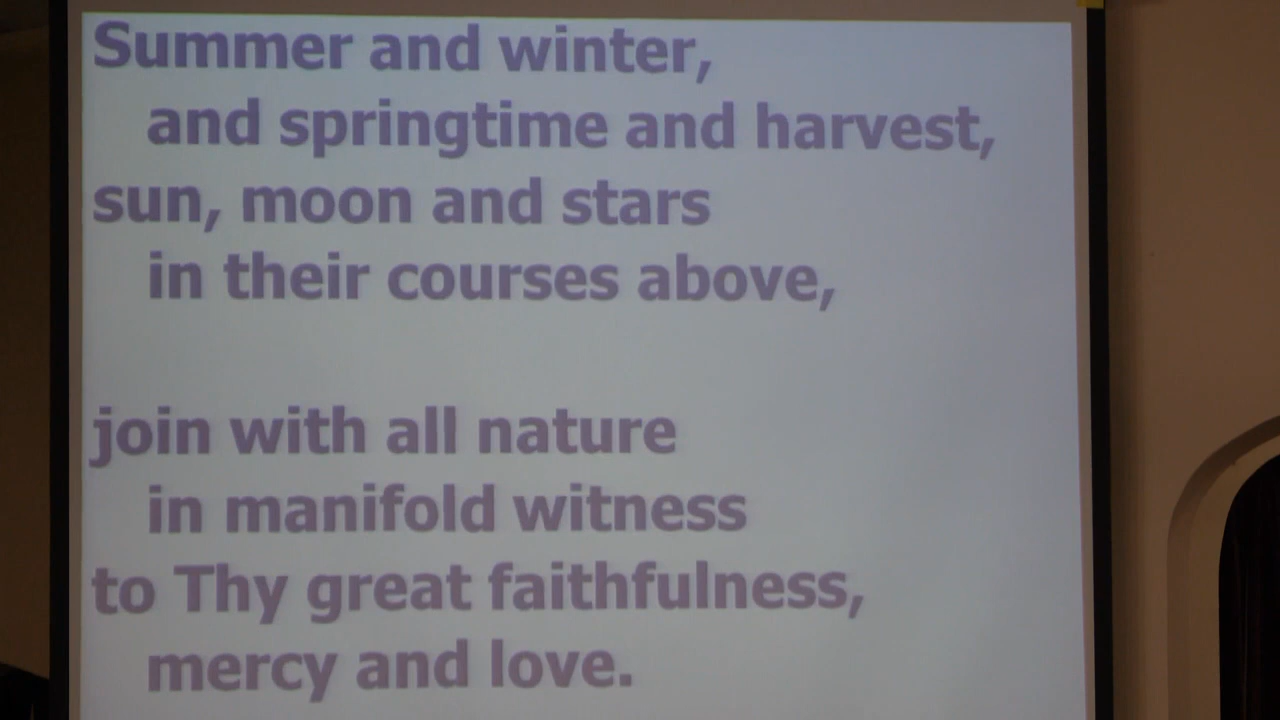 Summer and winter,
and springtime and harvest,
sun, moon and stars
in their courses above,
join with all nature
in manifold witness
to Thy great faithfulness,
mercy and love.